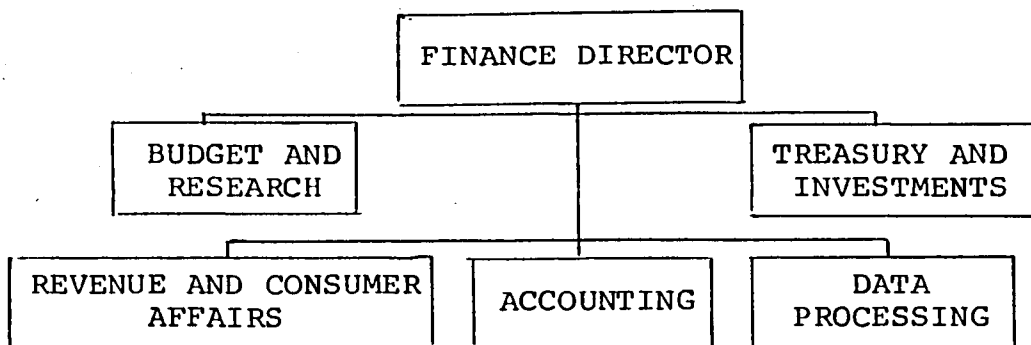 FINANCE DIRECTOR
BUDGET AND
RESEARCH
TREASURY AND
INVESTMENTS
REVENUE AND CONSUMER
AFFAIRS
ACCOUNTING
DATA
PROCESSING